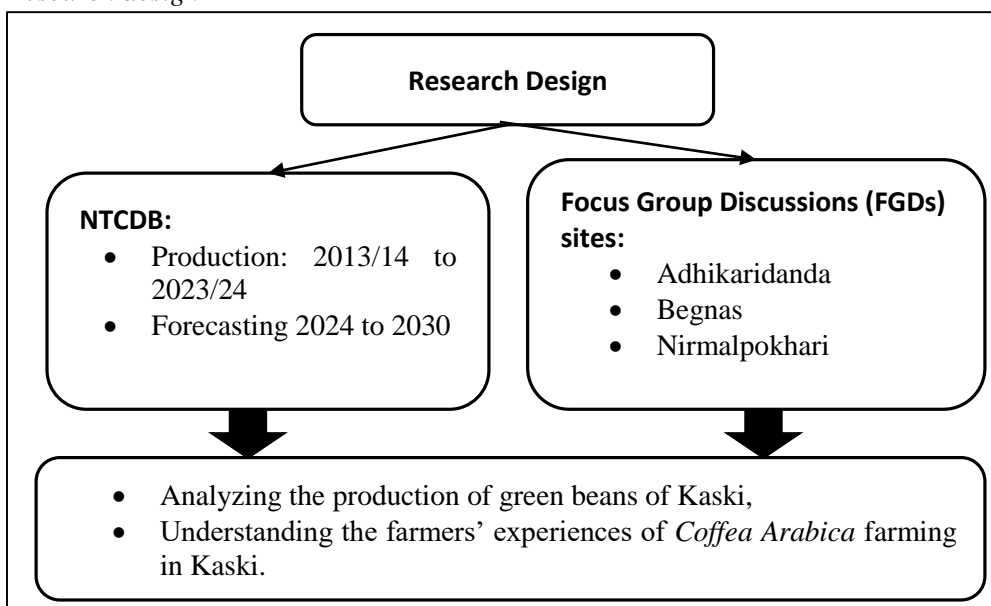 Research Design
NTCDB:
• Production: 2013/14 to
2023/24
• Forecasting 2024 to 2030
Focus Group Discussions (FGDs)
sites:
• Adhikaridanda
• Begnas
• Nirmalpokhari
• Analyzing the production of green beans of Kaski,
• Understanding the farmers’ experiences of Coffea Arabica farming
in Kaski.